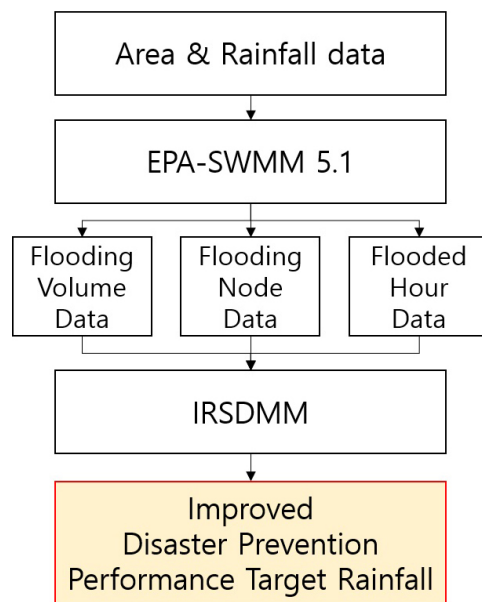 Area & Rainfall data
EPA-SWMM 5.1
Flooding
Volume
Data
Flooding
Node
Data
Flooded
Hour
Data
IRSDMM
Improved
Disaster Prevention
Performance Target Rainfall